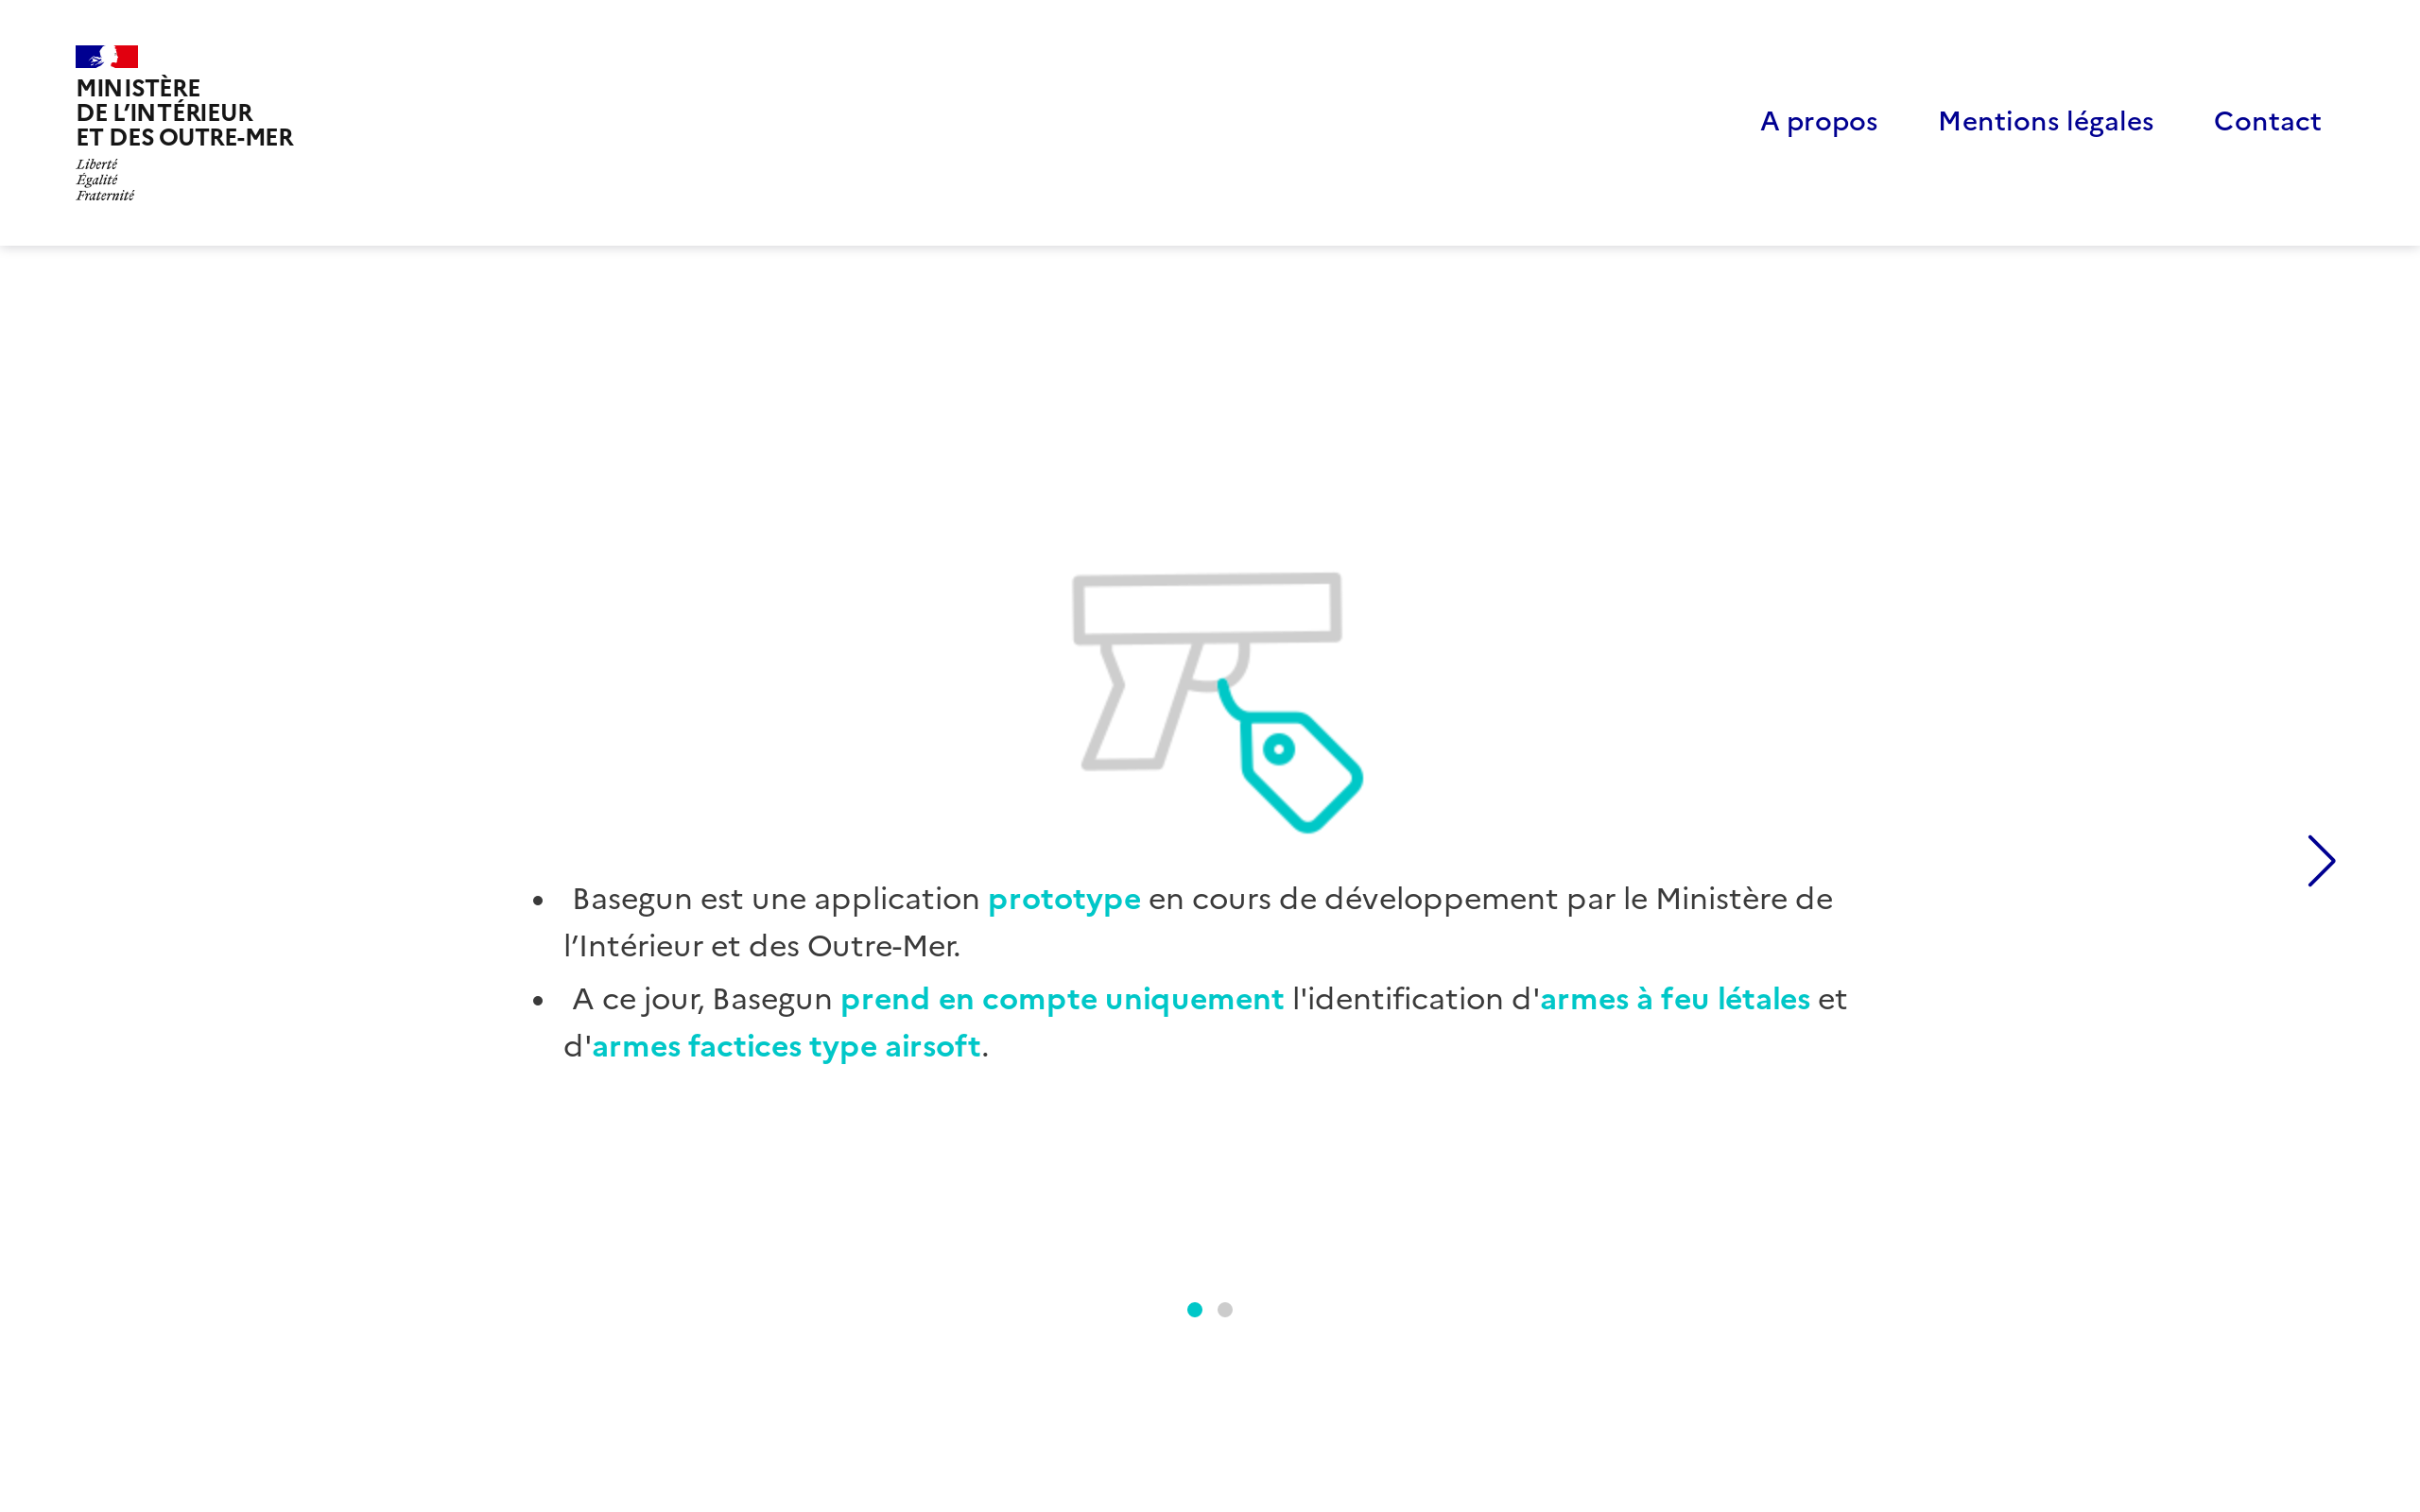 MINISTÈRE
DE L’INTÉRIEUR
ET DES OUTRE-MER
Liberté
Égalité
Fraternité
A propos
Mentions légales
Contact
• Basegun est une application prototype en cours de développement par le Ministère de
l’Intérieur et des Outre-Mer.
• A ce jour, Basegun prend en compte uniquement l'identification d'armes à feu létales et
d'armes factices type airsoft.